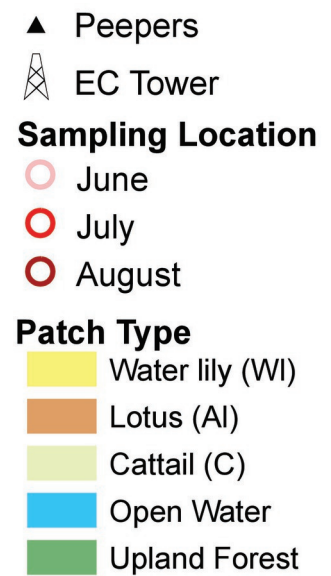 Peepers
EC Tower
Sampling Location
June
July
August
Patch Type
Water lily (Wl)
Lotus (Al)
Cattail (C)
Open Water
Upland Forest